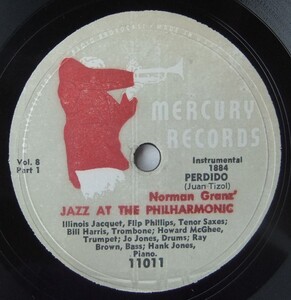 MERCURY
RECORDS
Vol. 8
Part 1
Instrumental
1884
PERDIDO
(Juan Tizol)
Norman Granz'
JAZZ AT THE PHILHARMONIC
Illinois Jacquet, Flip Phillips, Tenor Saxes;
Bill Harris, Trombone; Howard McGhee,
Trumpet; Jo Jones, Drums; Ray
Brown, Bass; Hank Jones,
Piano.
11011